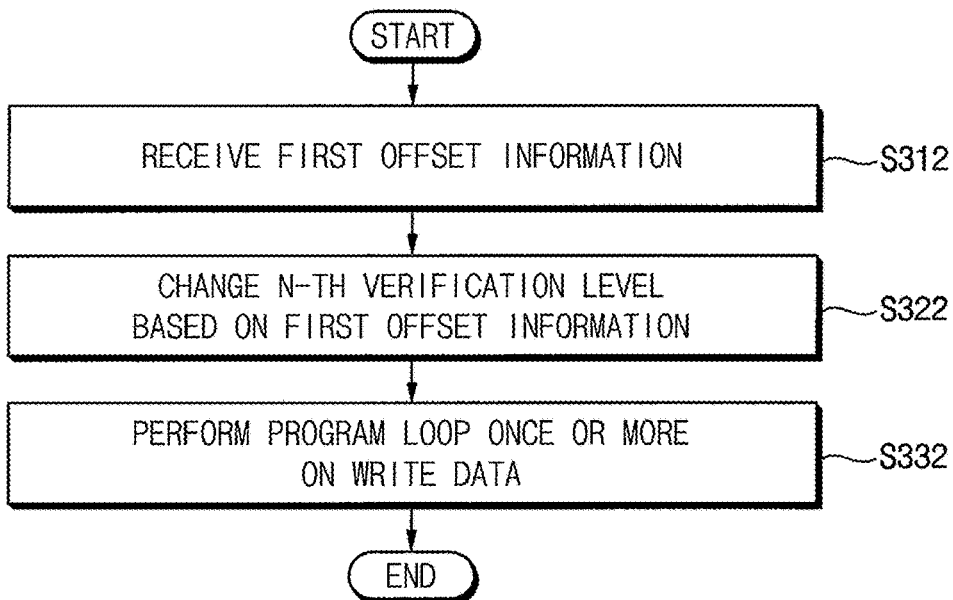 START
RECEIVE FIRST OFFSET INFORMATION
S312
CHANGE N-TH VERIFICATION LEVEL
BASED ON FIRST OFFSET INFORMATION
S322
PERFORM PROGRAM LOOP ONCE OR MORE
ON WRITE DATA
S332
END